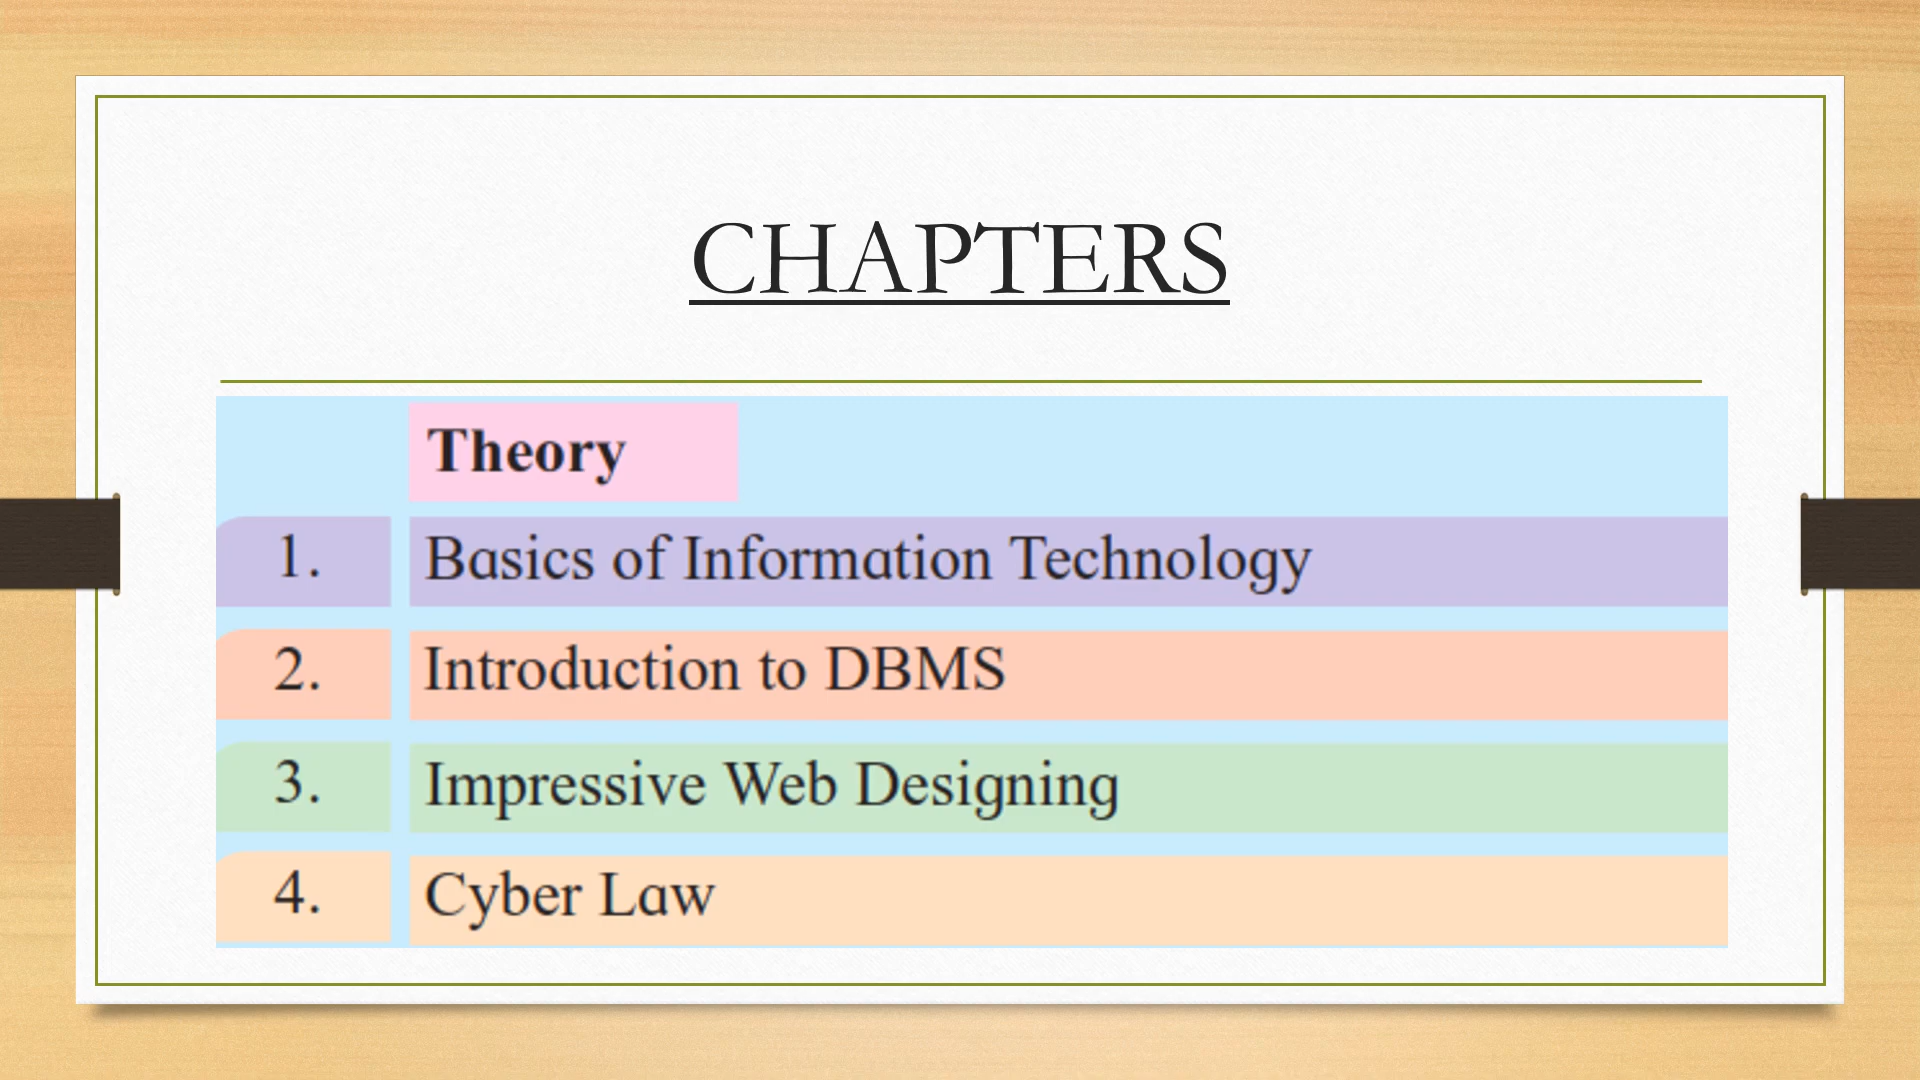 CHAPTERS
Theory
1. Basics of Information Technology
2. Introduction to DBMS
3. Impressive Web Designing
4. Cyber Law